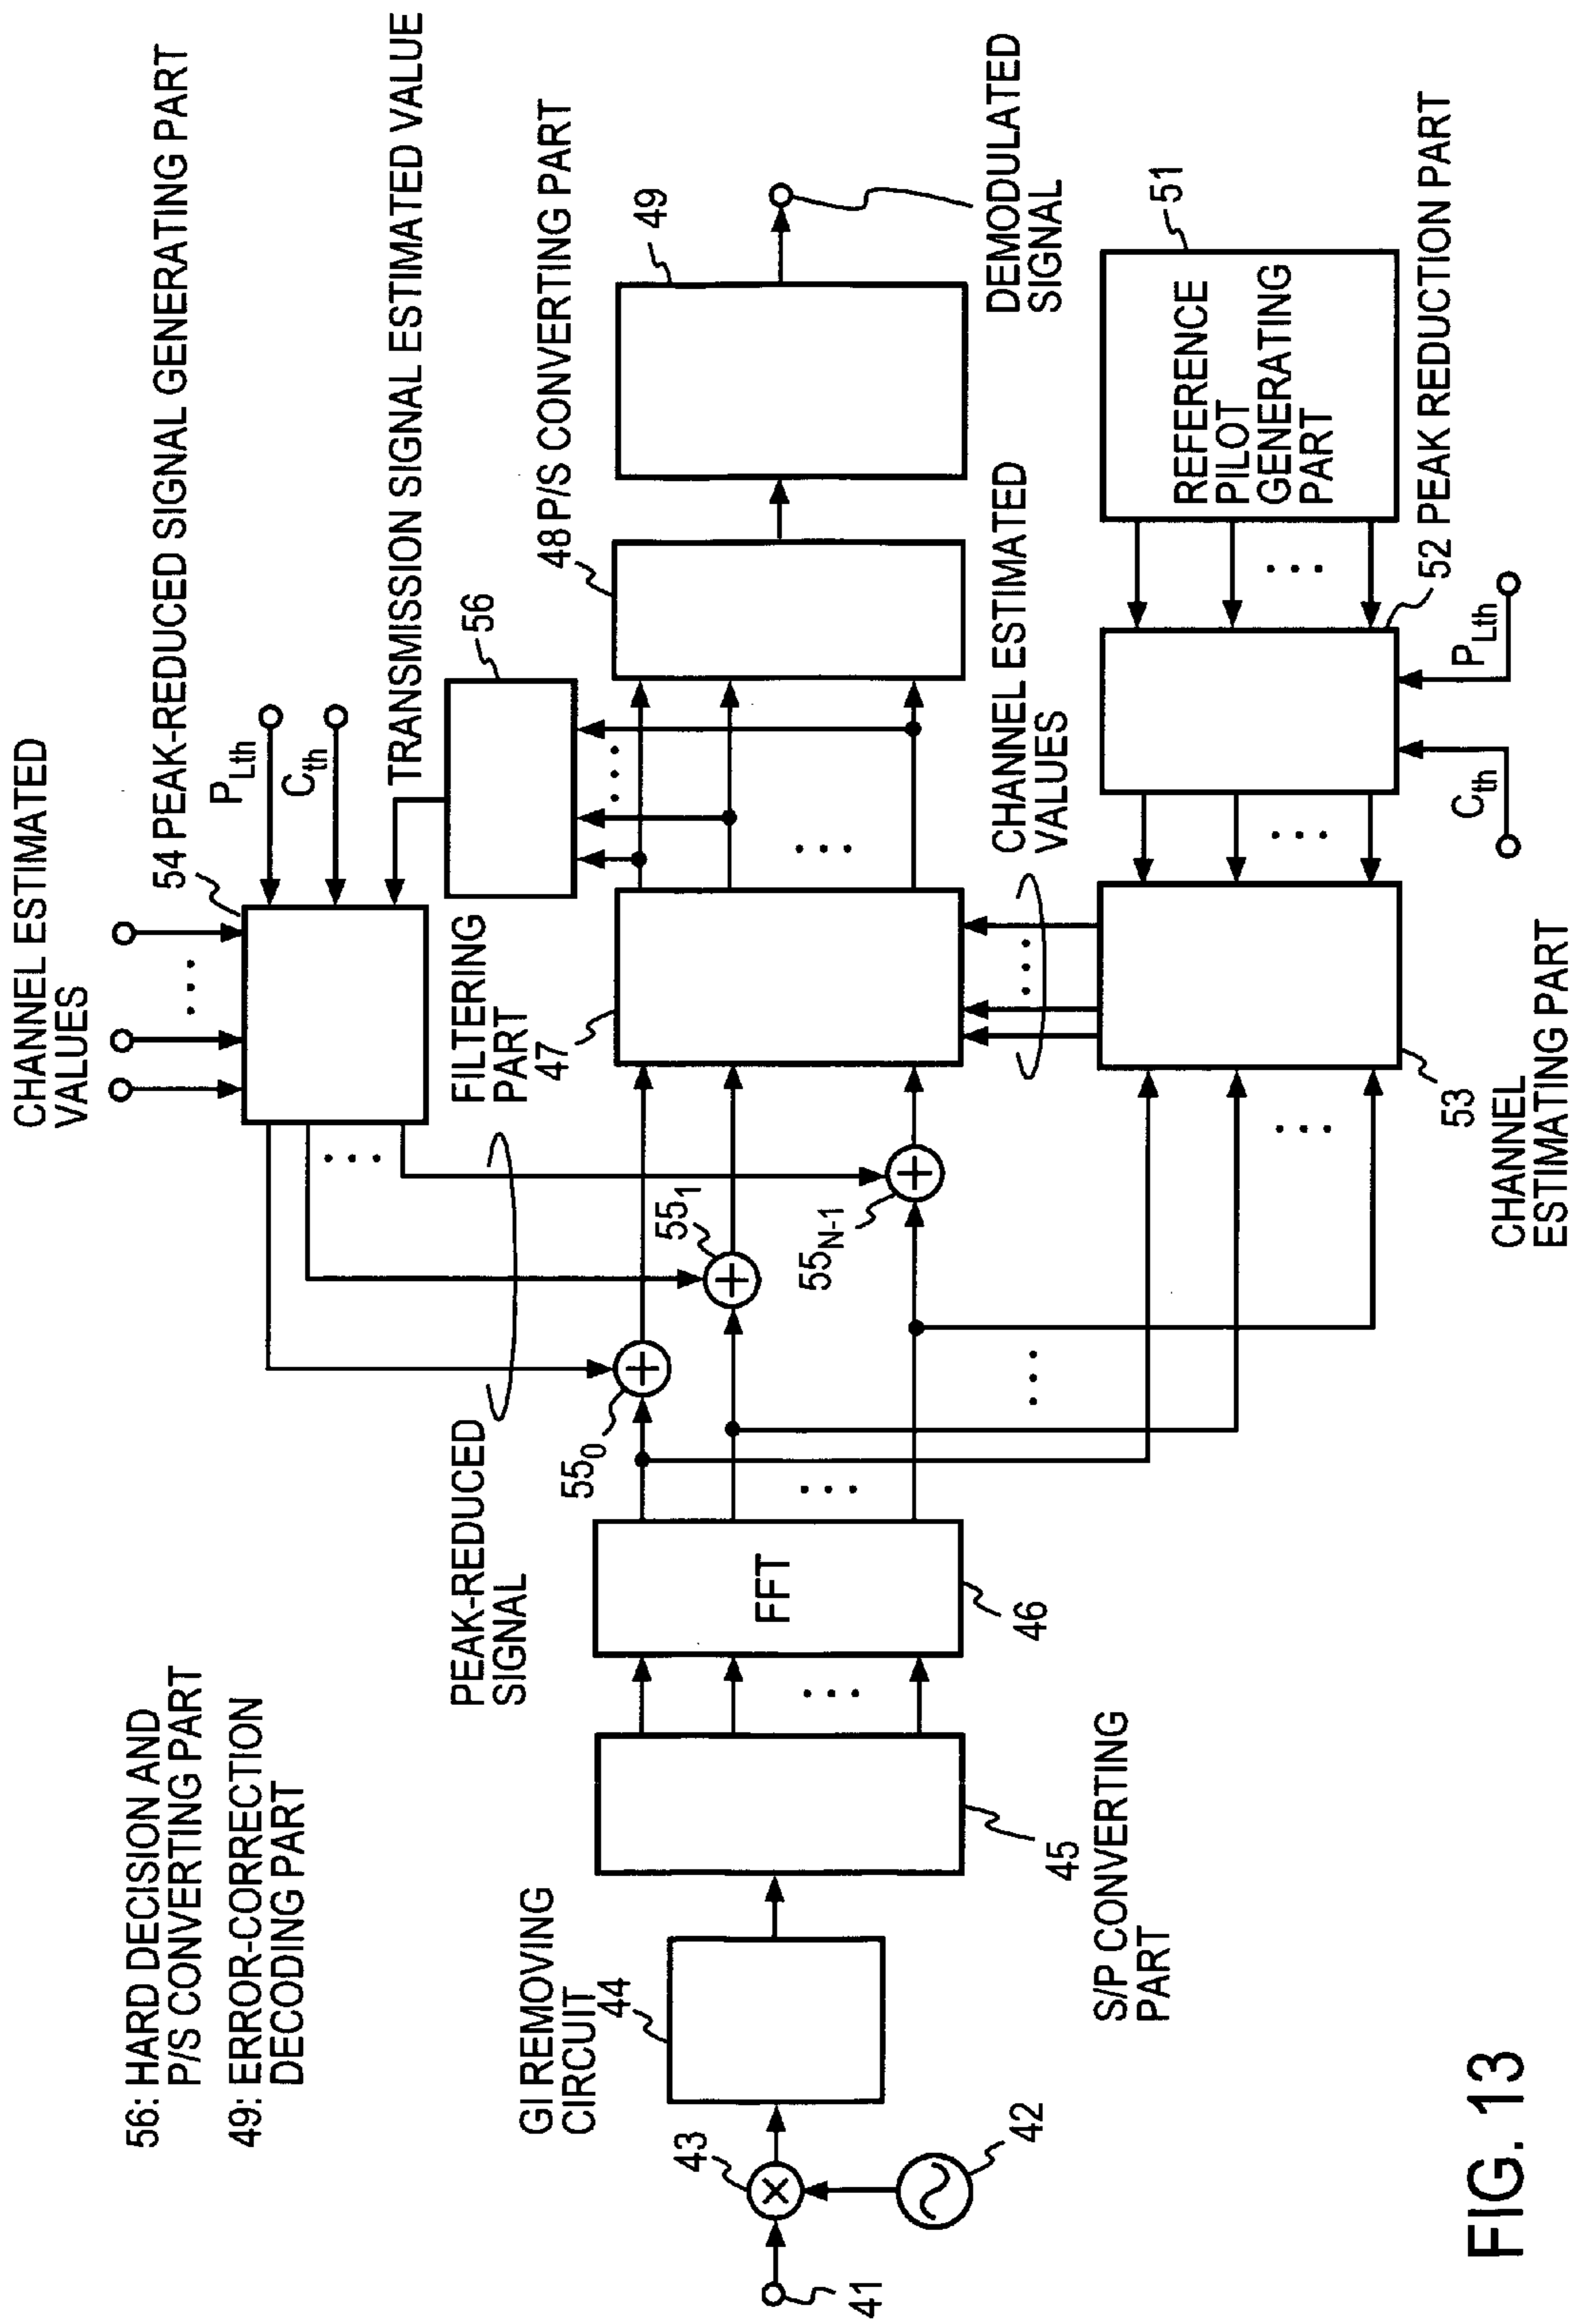 56: HARD DECISION AND
P/S CONVERTING PART
49: ERROR-CORRECTION
DECODING PART
CHANNEL ESTIMATED
VALUES
54 PEAK-REDUCED SIGNAL GENERATING PART
P_Lth
C_th
TRANSMISSION SIGNAL ESTIMATED VALUE
56
PEAK-REDUCED
SIGNAL
FILTERING
PART
47
48 P/S CONVERTING PART
49
GI REMOVING
CIRCUIT
44
55_0
55_1
55_N-1
43
41
42
FFT
46
45
S/P CONVERTING
PART
DEMODULATED
SIGNAL
CHANNEL ESTIMATED
VALUES
51
REFERENCE
PILOT
GENERATING
PART
52 PEAK REDUCTION PART
C_th
P_Lth
53
CHANNEL
ESTIMATING PART
FIG. 13